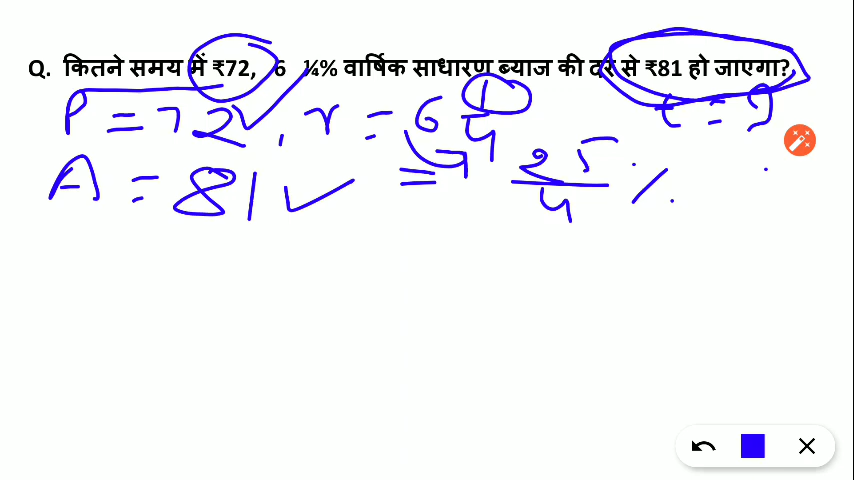 Q. कितने समय में ₹72, 6 ¼% वार्षिक साधारण ब्याज की दर से ₹81 हो जाएगा?
P = 72, r = 6 1/4 t = ?
A = 81 = 25/4 %